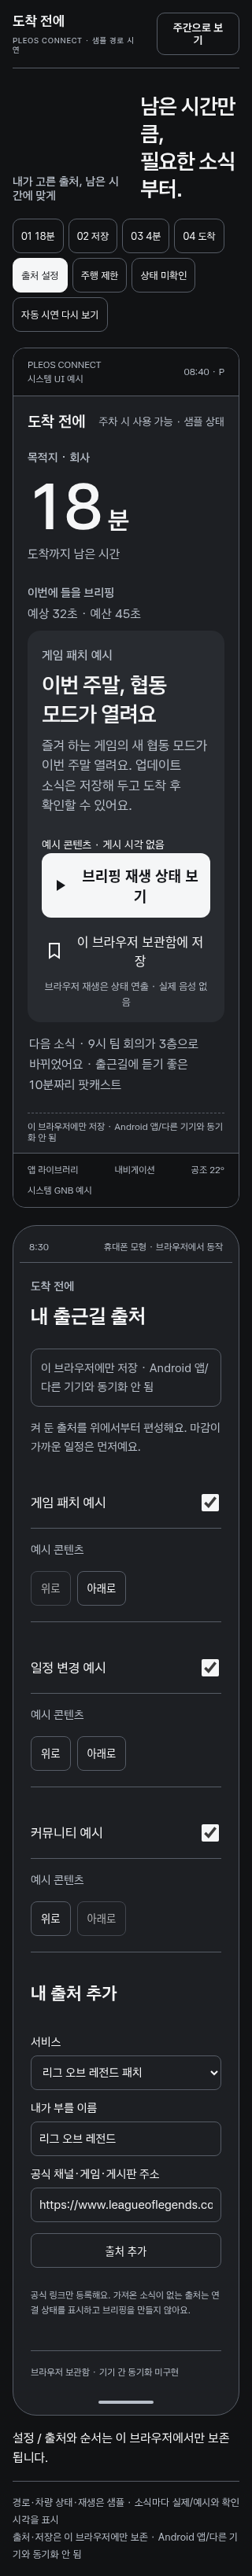 도착 전에
PLEOS CONNECT · 샘플 경로 시
연
주간으로 보
기
남은 시간만
큼,
필요한 소식
부터.
내가 고른 출처, 남은 시
간에 맞게
01 18분
02 저장
03 4분
04 도착
출처 설정
주행 제한
상태 미확인
자동 시연 다시 보기
PLEOS CONNECT
시스템 UI 예시
08:40 · P
도착 전에
주차 시 사용 가능 · 샘플 상태
목적지 · 회사
18분
도착까지 남은 시간
이번에 들을 브리핑
예상 32초 · 예산 45초
게임 패치 예시
이번 주말, 협동
모드가 열려요
즐겨 하는 게임의 새 협동 모드가
이번 주말 열려요. 업데이트
소식은 저장해 두고 도착 후
확인할 수 있어요.
예시 콘텐츠 · 게시 시각 없음
브리핑 재생 상태 보
기
이 브라우저 보관함에 저
장
브라우저 재생은 상태 연출 · 실제 음성 없
음
다음 소식 · 9시 팀 회의가 3층으로
바뀌었어요 · 출근길에 듣기 좋은
10분짜리 팟캐스트
이 브라우저에만 저장 · Android 앱/다른 기기와 동기
화 안 됨
앱 라이브러리
내비게이션
공조 22°
시스템 GNB 예시
8:30
휴대폰 모형 · 브라우저에서 동작
도착 전에
내 출근길 출처
이 브라우저에만 저장 · Android 앱/
다른 기기와 동기화 안 됨
켜 둔 출처를 위에서부터 편성해요. 마감이
가까운 일정은 먼저예요.
게임 패치 예시
예시 콘텐츠
위로
아래로
일정 변경 예시
예시 콘텐츠
위로
아래로
커뮤니티 예시
예시 콘텐츠
위로
아래로
내 출처 추가
서비스
리그 오브 레전드 패치
내가 부를 이름
리그 오브 레전드
공식 채널·게임·게시판 주소
https://www.leagueoflegends.cc
출처 추가
공식 링크만 등록해요. 가져온 소식이 없는 출처는 연
결 상태를 표시하고 브리핑을 만들지 않아요.
브라우저 보관함 · 기기 간 동기화 미구현
설정 / 출처와 순서는 이 브라우저에서만 보존
됩니다.
경로·차량 상태·재생은 샘플 · 소식마다 실제/예시와 확인
시각을 표시
출처·저장은 이 브라우저에만 보존 · Android 앱/다른 기
기와 동기화 안 됨